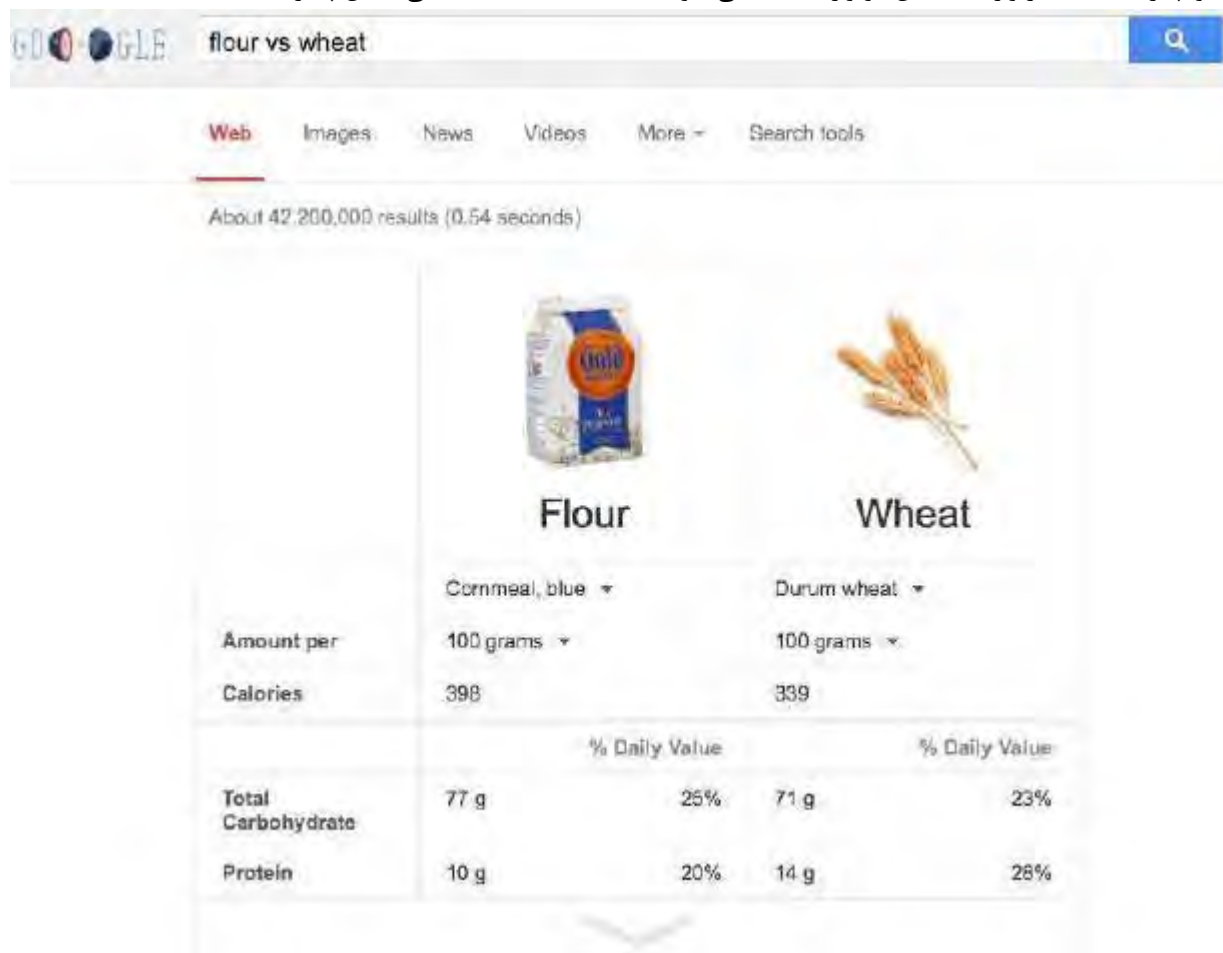 GOOGLE flour vs wheat
Web Images News Videos More Search tools
About 42,200,000 results (0.54 seconds)
Gold
Flour Wheat
Cornmeal, blue Durum wheat
Amount per 100 grams 100 grams
Calories 398 339
% Daily Value % Daily Value
Total Carbohydrate 77 g 25% 71 g 23%
Protein 10 g 20% 14 g 28%